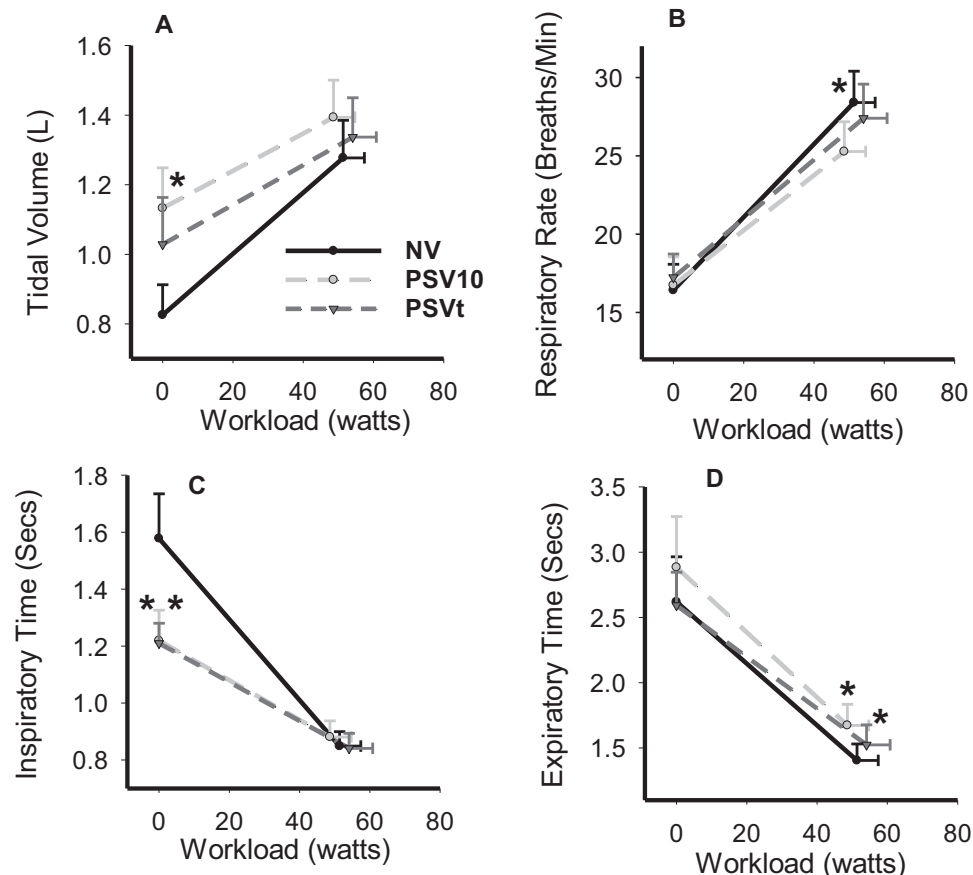 A
Tidal Volume (L)
1.6
1.4
1.2
1.0
0.8
*
NV
PSV10
PSVt
0 20 40 60 80
Workload (watts)
B
Respiratory Rate (Breaths/Min)
30
25
20
15
*
0 20 40 60 80
Workload (watts)
C
Inspiratory Time (Secs)
1.8
1.6
1.4
1.2
1.0
0.8
* *
0 20 40 60 80
Workload (watts)
D
Expiratory Time (Secs)
3.5
3.0
2.5
2.0
1.5
*
*
0 20 40 60 80
Workload (watts)